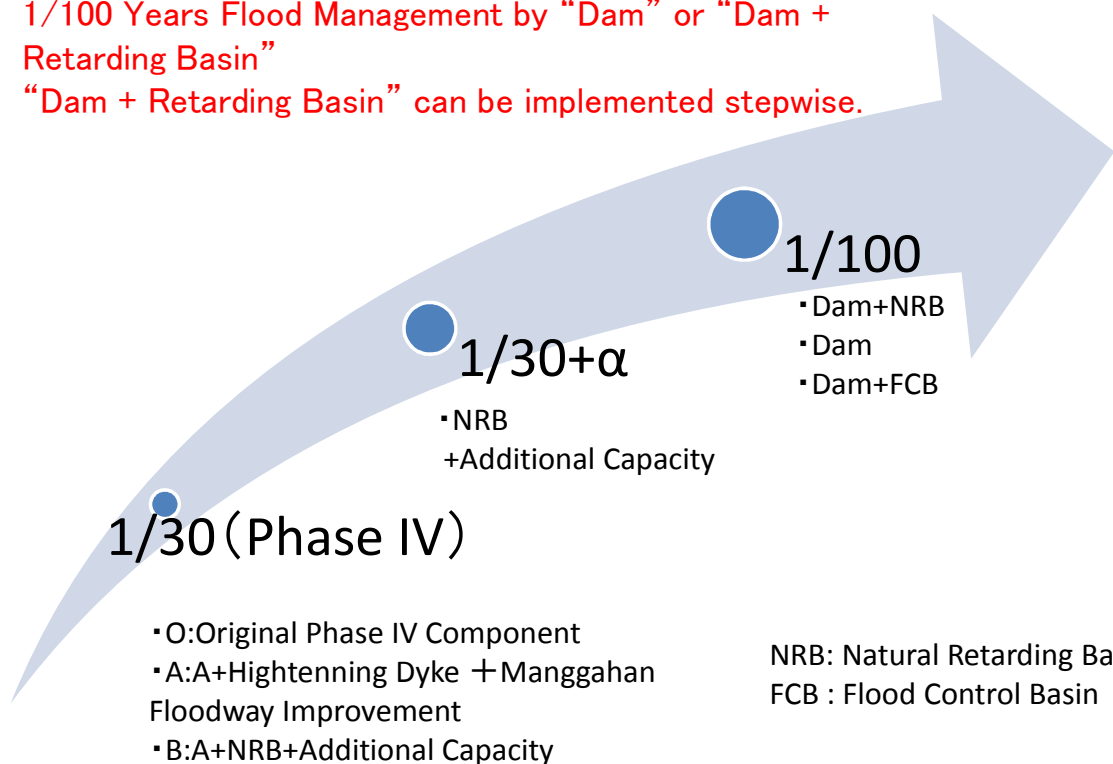 1/100 Years Flood Management by “Dam” or “Dam +
Retarding Basin”
“Dam + Retarding Basin” can be implemented stepwise.
1/100
・Dam+NRB
・Dam
・Dam+FCB
1/30+α
・NRB
+Additional Capacity
1/30（Phase IV）
・O:Original Phase IV Component
・A:A+Hightenning Dyke ＋Manggahan
Floodway Improvement
・B:A+NRB+Additional Capacity
NRB: Natural Retarding Ba
FCB : Flood Control Basin